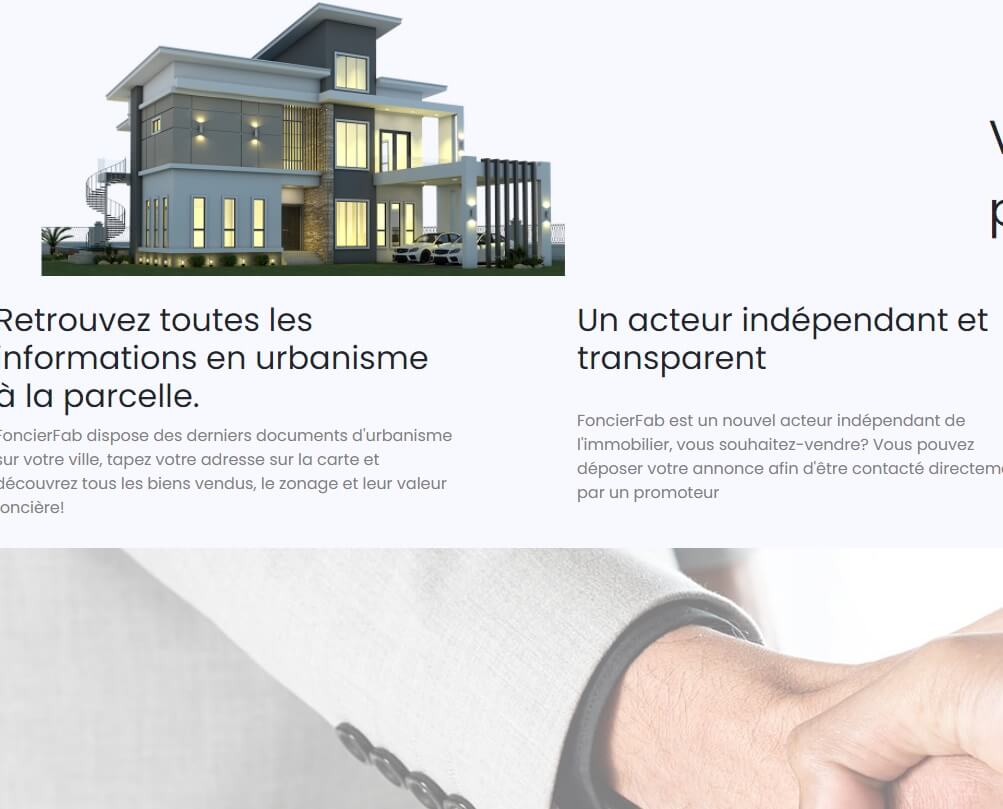 Retrouvez toutes les
informations en urbanisme
à la parcelle.
FoncierFab dispose des derniers documents d'urbanisme
sur votre ville, tapez votre adresse sur la carte et
découvrez tous les biens vendus, le zonage et leur valeur
foncière!
Un acteur indépendant et
transparent
FoncierFab est un nouvel acteur indépendant de
l'immobilier, vous souhaitez-vendre? Vous pouvez
déposer votre annonce afin d'être contacté directeme
par un promoteur